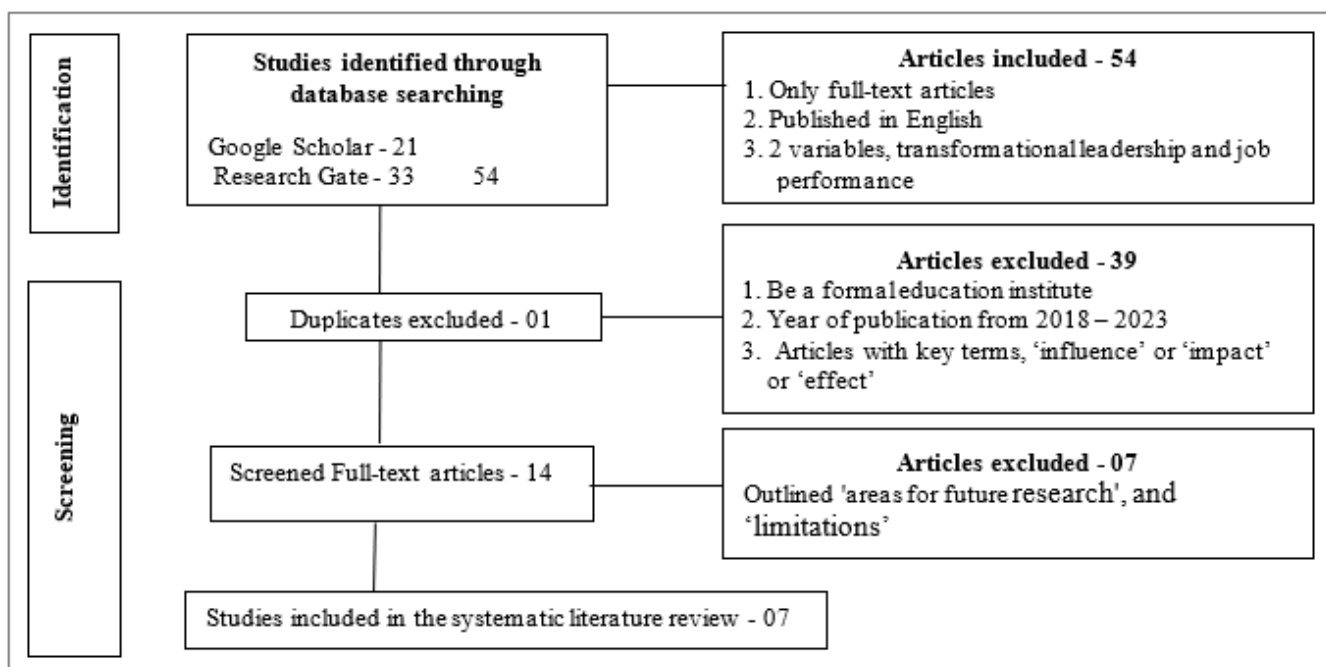 Identification
Studies identified through
database searching
Google Scholar - 21
Research Gate - 33 54
Articles included - 54
1. Only full-text articles
2. Published in English
3. 2 variables, transformational leadership and job
performance
Screening
Duplicates excluded - 01
Articles excluded - 39
1. Be a formal education institute
2. Year of publication from 2018 – 2023
3. Articles with key terms, ‘influence’ or ‘impact’
or ‘effect’
Screened Full-text articles - 14
Articles excluded - 07
Outlined 'areas for future research', and
‘limitations’
Studies included in the systematic literature review - 07